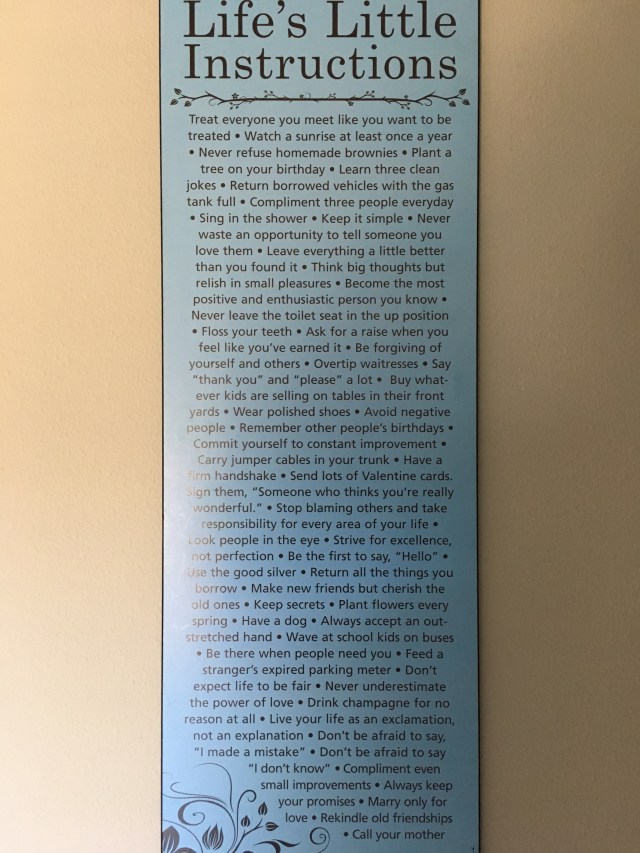 Life's Little
Instructions
Treat everyone you meet like you want to be
treated • Watch a sunrise at least once a year
• Never refuse homemade brownies • Plant a
tree on your birthday • Learn three clean
jokes • Return borrowed vehicles with the gas
tank full • Compliment three people everyday
• Sing in the shower • Keep it simple • Never
waste an opportunity to tell someone you
love them • Leave everything a little better
than you found it • Think big thoughts but
relish in small pleasures • Become the most
positive and enthusiastic person you know •
Never leave the toilet seat in the up position
• Floss your teeth • Ask for a raise when you
feel like you've earned it • Be forgiving of
yourself and others • Overtip waitresses • Say
"thank you" and "please" a lot • Buy what-
ever kids are selling on tables in their front
yards • Wear polished shoes • Avoid negative
people • Remember other people's birthdays •
Commit yourself to constant improvement •
Carry jumper cables in your trunk • Have a
firm handshake • Send lots of Valentine cards.
Sign them, "Someone who thinks you're really
wonderful." • Stop blaming others and take
responsibility for every area of your life •
Look people in the eye • Strive for excellence,
not perfection • Be the first to say, "Hello" •
Use the good silver • Return all the things you
borrow • Make new friends but cherish the
old ones • Keep secrets • Plant flowers every
spring • Have a dog • Always accept an out-
stretched hand • Wave at school kids on buses
• Be there when people need you • Feed a
stranger's expired parking meter • Don't
expect life to be fair • Never underestimate
the power of love • Drink champagne for no
reason at all • Live your life as an exclamation,
not an explanation • Don't be afraid to say,
"I made a mistake" • Don't be afraid to say
"I don't know" • Compliment even
small improvements • Always keep
your promises • Marry only for
love • Rekindle old friendships
• Call your mother